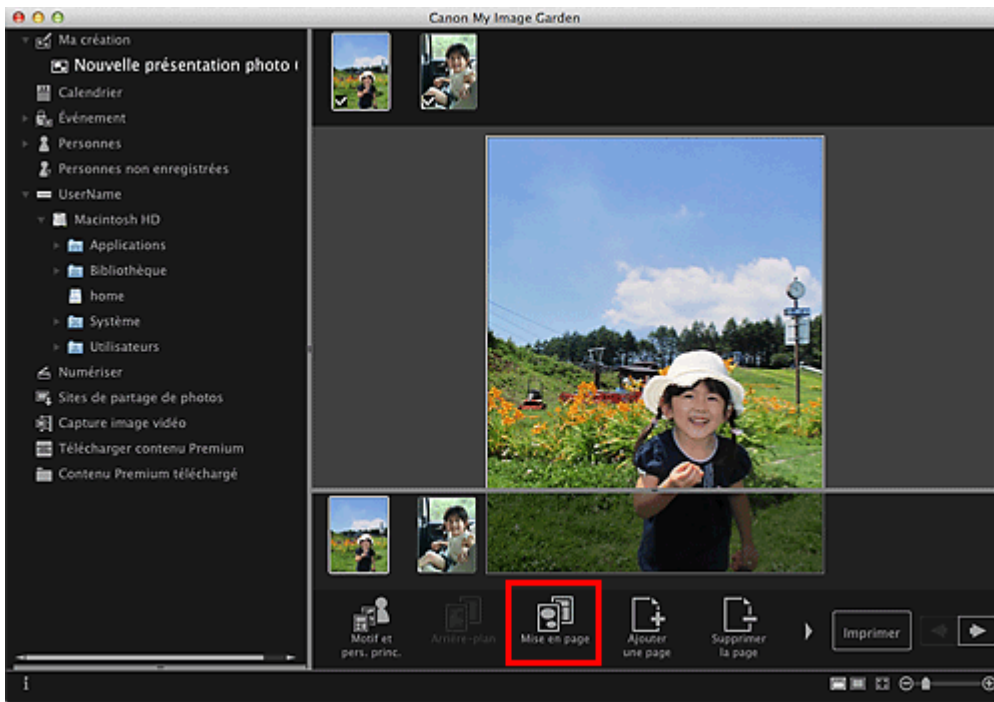 Canon My Image Garden
Ma création
Nouvelle présentation photo
Calendrier
Événement
Personnes
Personnes non enregistrées
UserName
Macintosh HD
Applications
Bibliothèque
home
Système
Utilisateurs
Numériser
Sites de partage de photos
Capture image vidéo
Télécharger contenu Premium
Contenu Premium téléchargé
Motif et
pers. princ.
Arrière-plan
Mise en page
Ajouter
une page
Supprimer
la page
Imprimer